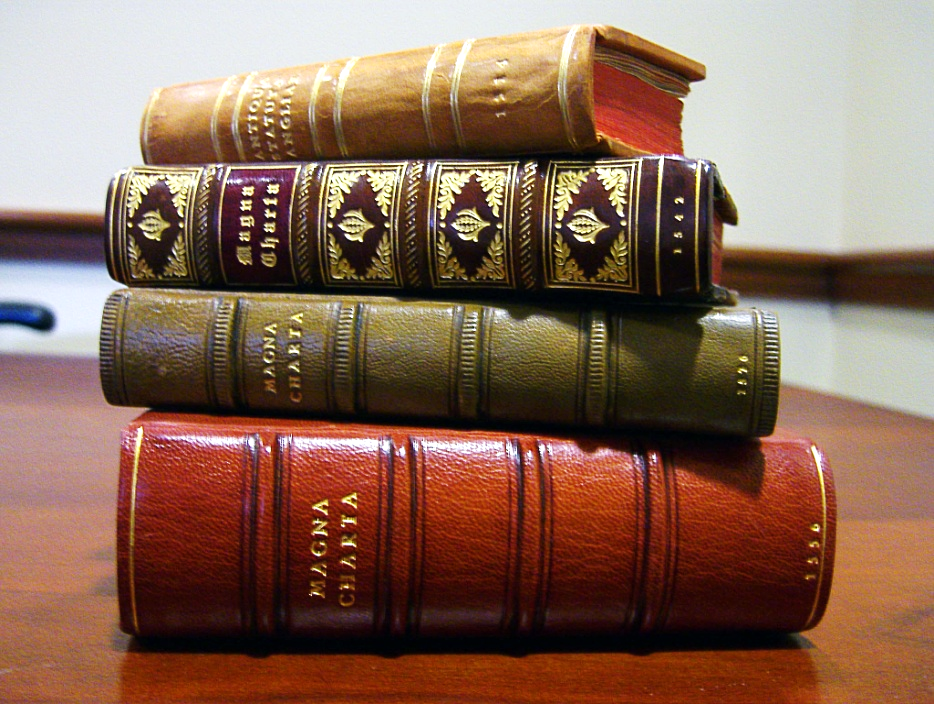 ANTIQUA
STATUTA
ANGLIAE
Magna
Charta
1542
MAGNA
CHARTA
1526
MAGNA
CHARTA
1556